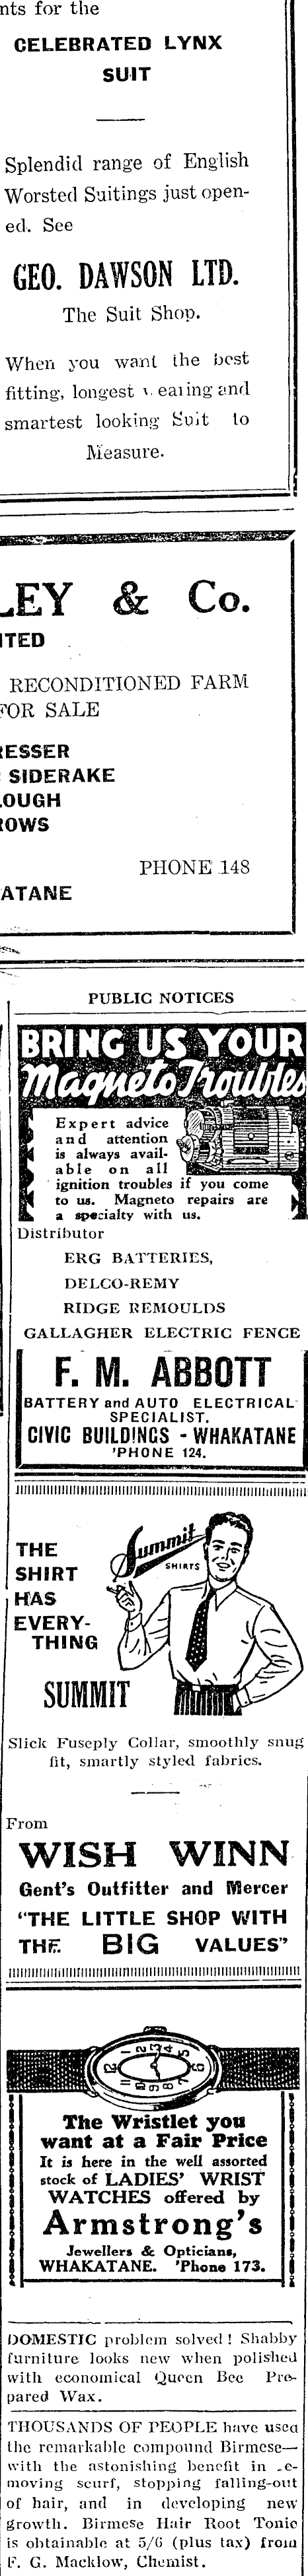 nts for the
CELEBRATED LYNX
SUIT
Splendid range of English
Worsted Suitings just open-
ed. See
GEO. DAWSON LTD.
The Suit Shop.
When you want the best
fitting, longest wearing and
smartest looking Suit to
Measure.
LEY & Co.
ITED
RECONDITIONED FARM
FOR SALE
RESSER
SIDERAKE
LOUGH
ROWS
PHONE 148
ATANE
PUBLIC NOTICES
BRING US YOUR
Magneto Troubles
Expert advice
and attention
is always avail-
able on all
ignition troubles if you come
to us. Magneto repairs are
a specialty with us.
Distributor
ERG BATTERIES,
DELCO-REMY
RIDGE REMOULDS
GALLAGHER ELECTRIC FENCE
F. M. ABBOTT
BATTERY and AUTO ELECTRICAL
SPECIALIST.
CIVIC BUILDINGS - WHAKATANE
'PHONE 124.
Summit
SHIRTS
THE
SHIRT
HAS
EVERY-
THING
SUMMIT
Slick Fuseply Collar, smoothly snug
fit, smartly styled fabrics.
From
WISH WINN
Gent's Outfitter and Mercer
"THE LITTLE SHOP WITH
THE BIG VALUES"
The Wristlet you
want at a Fair Price
It is here in the well assorted
stock of LADIES' WRIST
WATCHES offered by
Armstrong's
Jewellers & Opticians,
WHAKATANE. 'Phone 173.
DOMESTIC problem solved! Shabby
furniture looks new when polished
with economical Queen Bee Pre-
pared Wax.
THOUSANDS OF PEOPLE have used
the remarkable compound Birmese—
with the astonishing benefit in .e-
moving scurf, stopping falling-out
of hair, and in developing new
growth. Birmese Hair Root Tonic
is obtainable at 5/6 (plus tax) from
F. G. Macklow, Chemist.